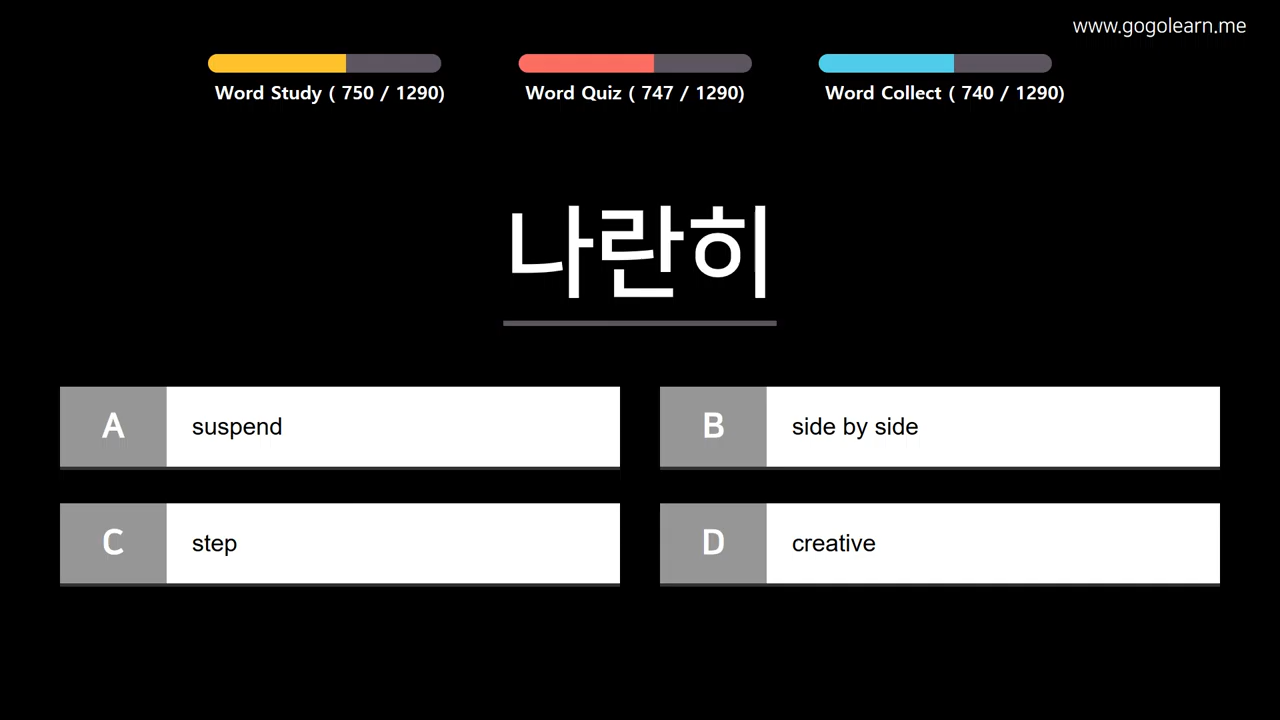 www.gogolearn.me
Word Study ( 750 / 1290)
Word Quiz ( 747 / 1290)
Word Collect ( 740 / 1290)
나란히
A suspend
B side by side
C step
D creative